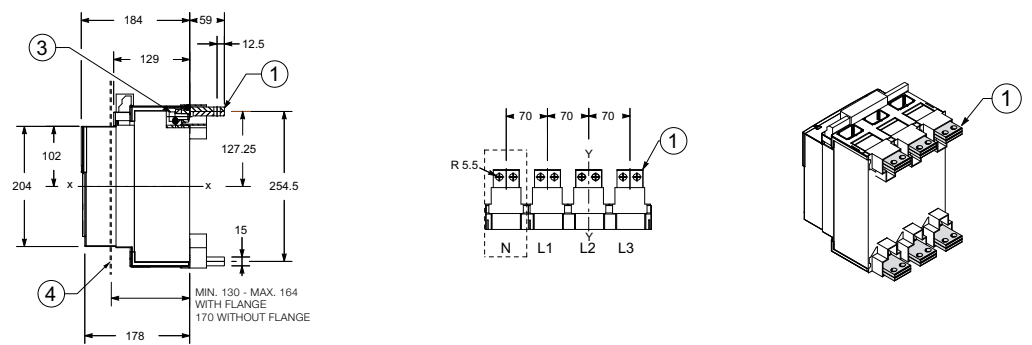 184
59
12.5
3
129
1
102
x
x
127.25
204
254.5
15
4
MIN. 130 - MAX. 164
WITH FLANGE
170 WITHOUT FLANGE
178
70
70
70
Y
1
R 5.5
Y
N
L1
L2
L3
1